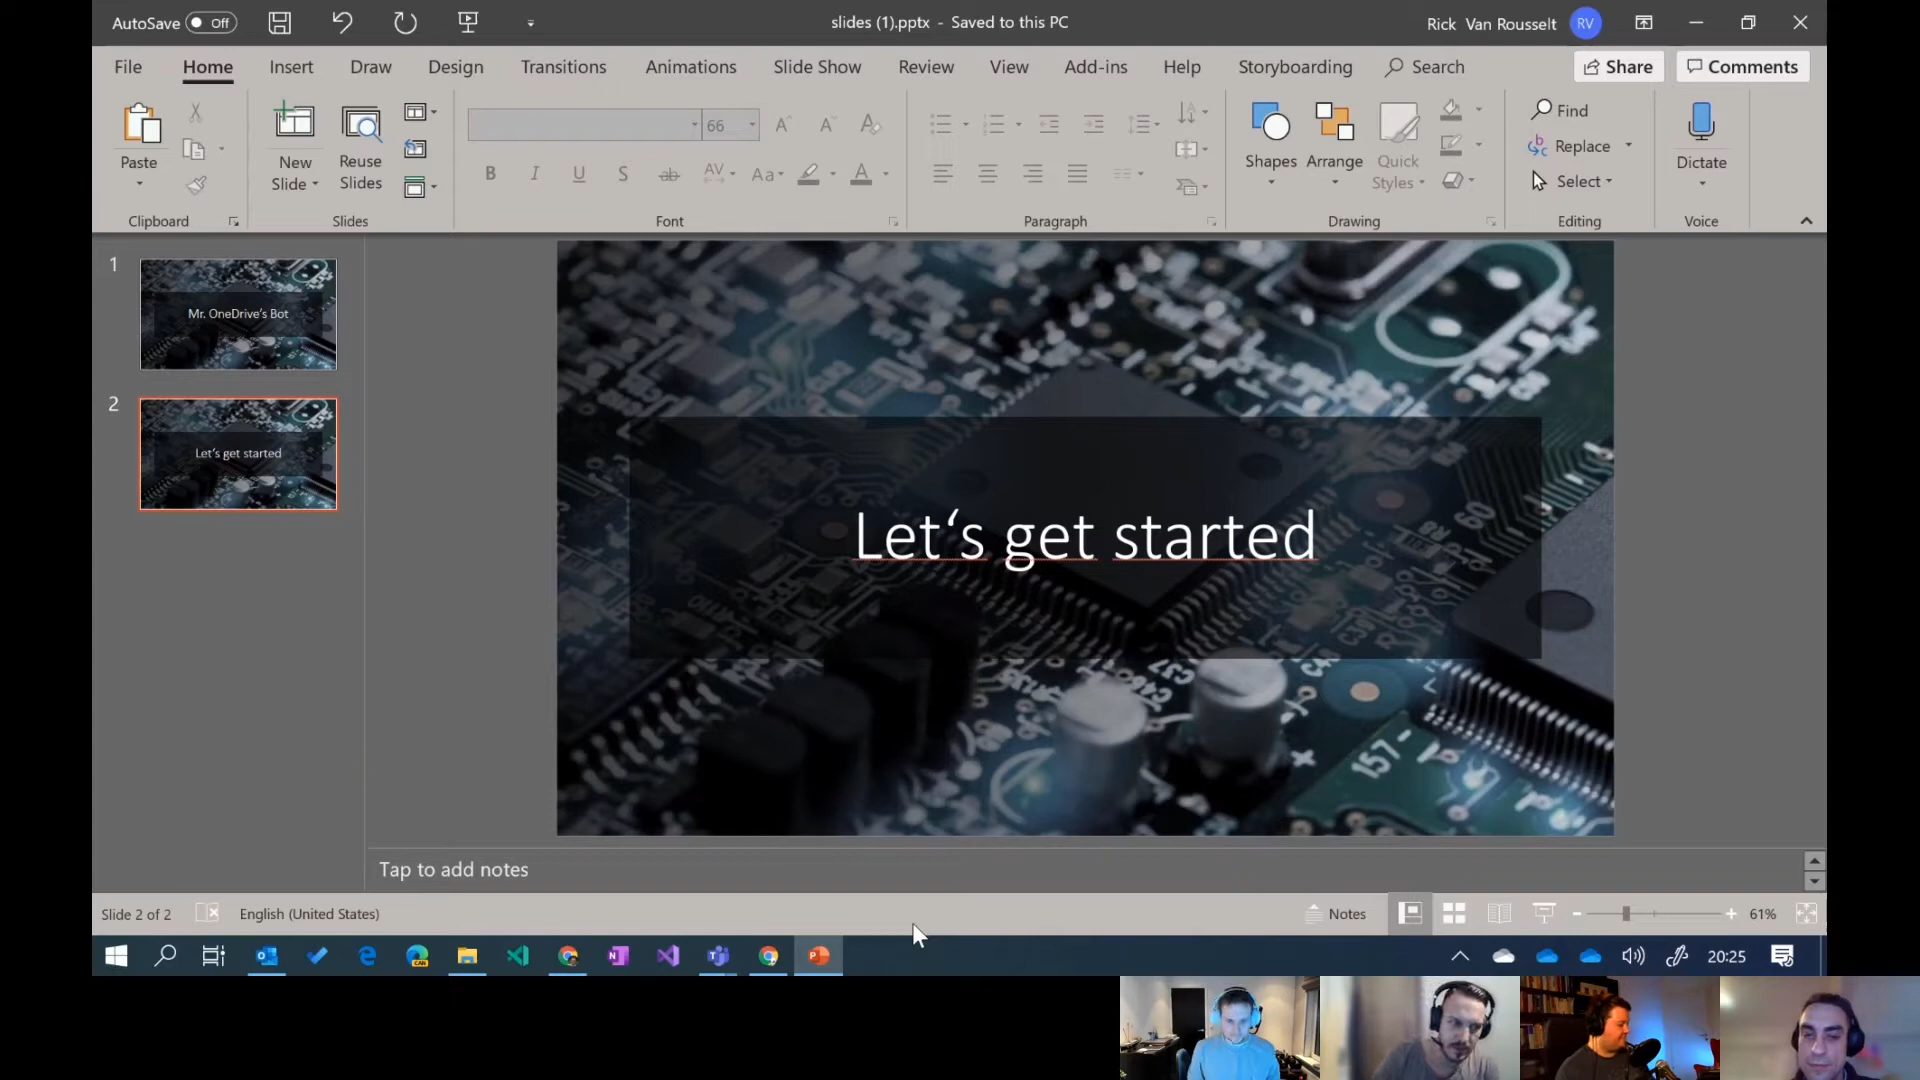 AutoSave Off
slides (1).pptx - Saved to this PC
Rick Van Rousselt RV
File Home Insert Draw Design Transitions Animations Slide Show Review View Add-ins Help Storyboarding Search
Share Comments
Paste
New Slide
Reuse Slides
66
Shapes
Arrange
Quick Styles
Find
Replace
Select
Dictate
Clipboard
Slides
Font
Paragraph
Drawing
Editing
Voice
1
Mr. OneDrive's Bot
2
Let‘s get started
Let‘s get started
157-
Tap to add notes
Slide 2 of 2
English (United States)
Notes
61%
20:25